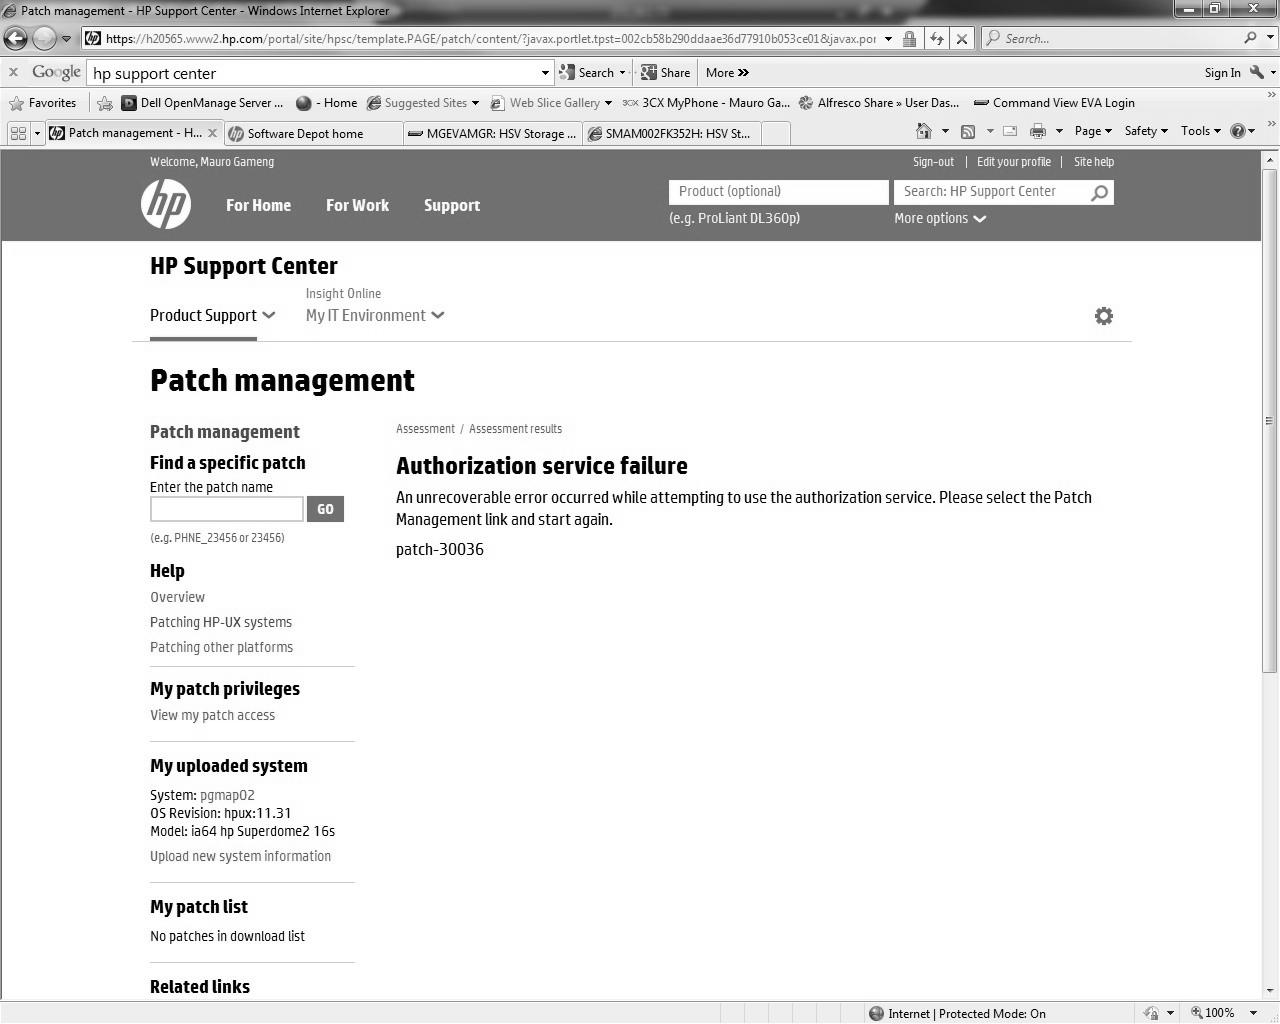 Patch management - HP Support Center - Windows Internet Explorer
https://h20565.www2.hp.com/portal/site/hpsc/template.PAGE/patch/content/?javax.portlet.tpst=002cb58b290ddaae36d77910b053ce01&javax.por
Search...
x Google hp support center Search Share More » Sign In
Favorites Dell OpenManage Server ... - Home Suggested Sites Web Slice Gallery 3CX 3CX MyPhone - Mauro Ga... Alfresco Share » User Das... Command View EVA Login »
Patch management - H... x Software Depot home MGEVAMGR: HSV Storage ... SMAM002FK352H: HSV St... Page Safety Tools »
Welcome, Mauro Gameng Sign-out | Edit your profile | Site help
hp For Home For Work Support Product (optional) Search: HP Support Center
(e.g. ProLiant DL360p) More options
HP Support Center
Insight Online
Product Support My IT Environment
Patch management
Patch management
Find a specific patch
Enter the patch name
GO
(e.g. PHNE_23456 or 23456)
Help
Overview
Patching HP-UX systems
Patching other platforms
My patch privileges
View my patch access
My uploaded system
System: pgmap02
OS Revision: hpux:11.31
Model: ia64 hp Superdome2 16s
Upload new system information
My patch list
No patches in download list
Related links
Assessment / Assessment results
Authorization service failure
An unrecoverable error occurred while attempting to use the authorization service. Please select the Patch
Management link and start again.
patch-30036
Internet | Protected Mode: On 100%